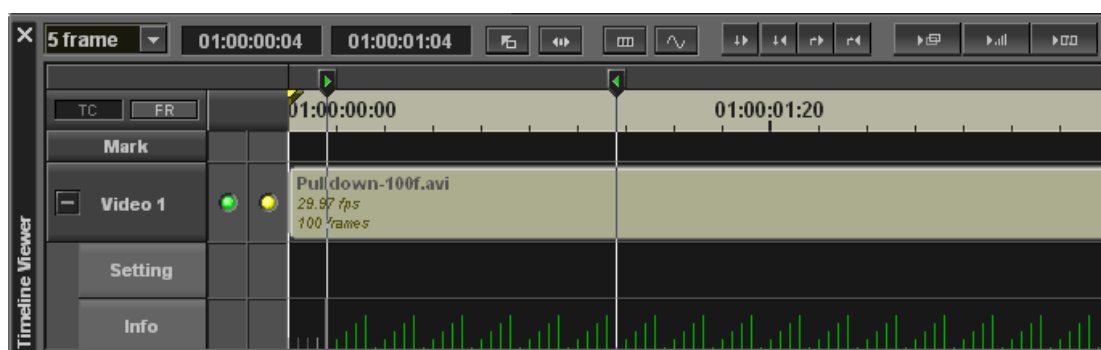 5 frame 01:00:00:04 01:00:01:04
TC FR 01:00:00:00 01:00:01:20
Mark
Pulldown-100f.avi
Video 1 29.97 fps
100 frames
Setting
Info
Timeline Viewer